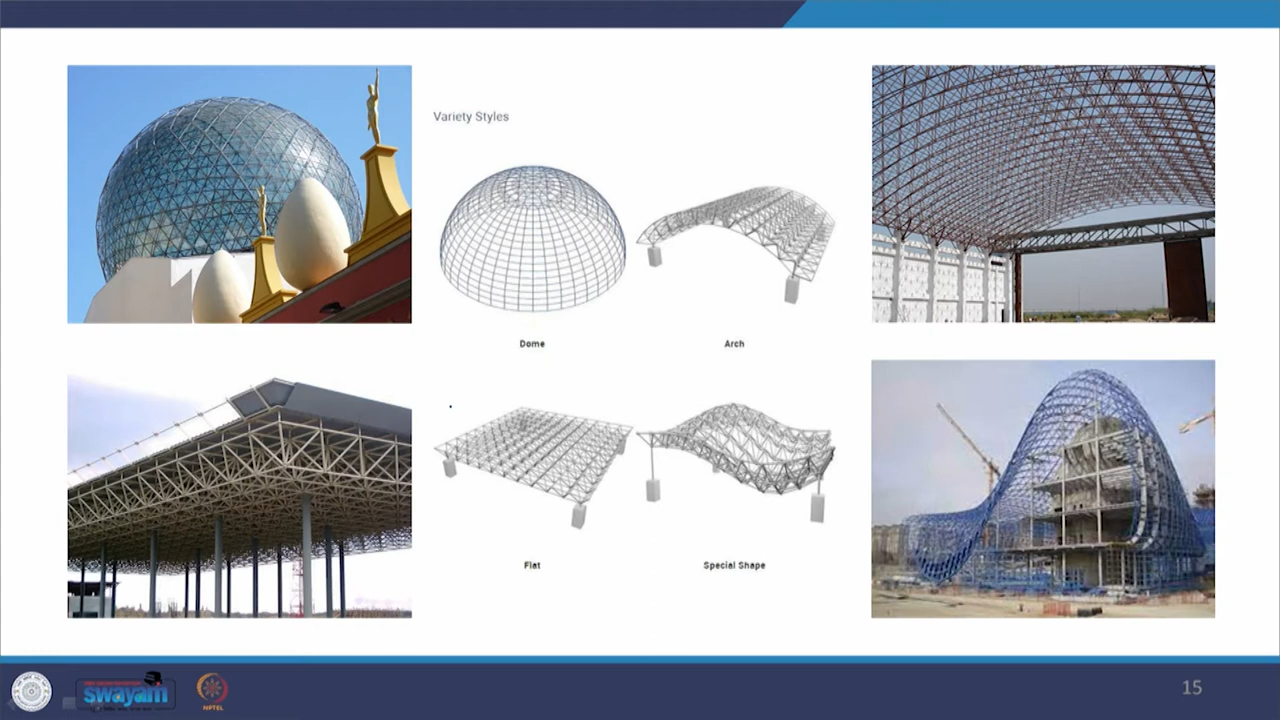 Variety Styles
Dome
Arch
Flat
Special Shape
swayam
NPTEL
15